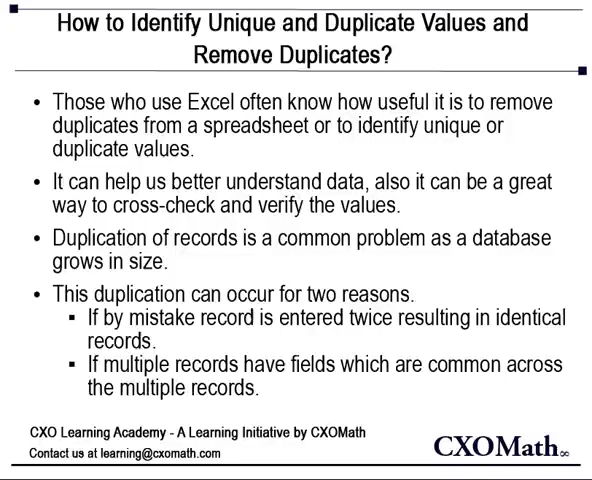 How to Identify Unique and Duplicate Values and
Remove Duplicates?
• Those who use Excel often know how useful it is to remove
duplicates from a spreadsheet or to identify unique or
duplicate values.
• It can help us better understand data, also it can be a great
way to cross-check and verify the values.
• Duplication of records is a common problem as a database
grows in size.
• This duplication can occur for two reasons.
▪ If by mistake record is entered twice resulting in identical
records.
▪ If multiple records have fields which are common across
the multiple records.
CXO Learning Academy - A Learning Initiative by CXOMath
Contact us at learning@cxomath.com
CXOMath∞